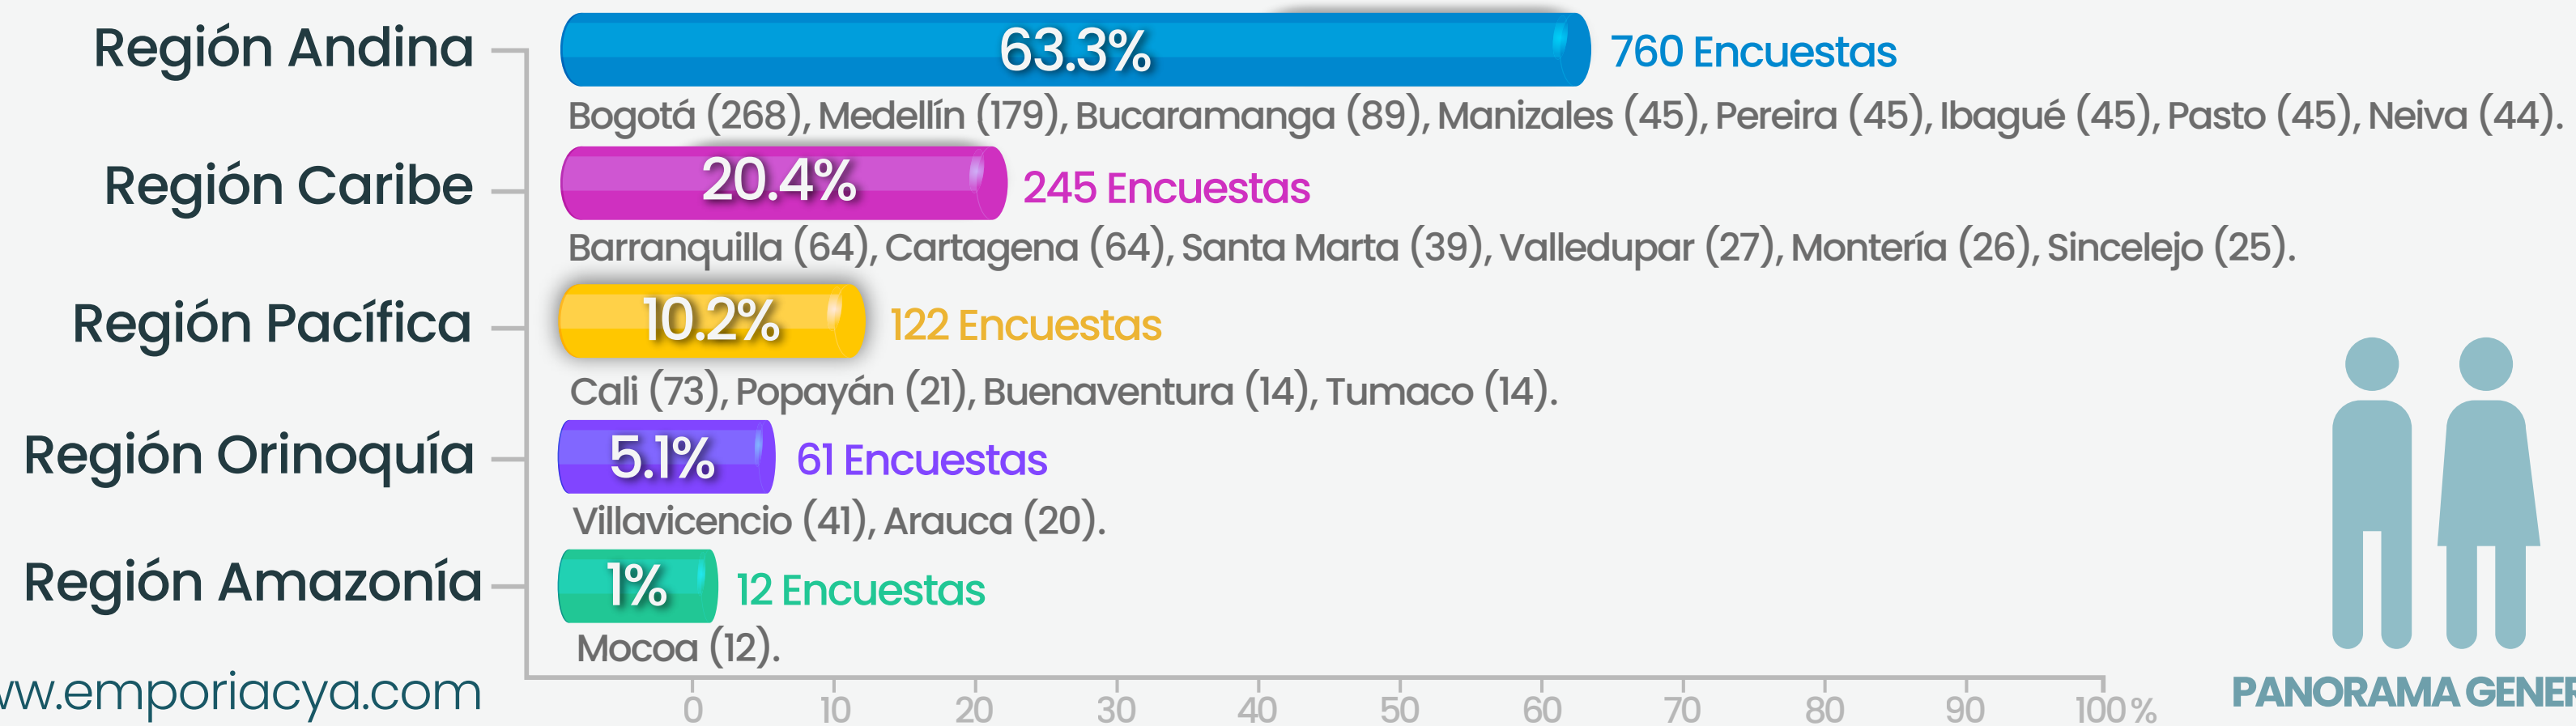 Región Andina
63.3%
760 Encuestas
Bogotá (268), Medellín (179), Bucaramanga (89), Manizales (45), Pereira (45), Ibagué (45), Pasto (45), Neiva (44).
Región Caribe
20.4%
245 Encuestas
Barranquilla (64), Cartagena (64), Santa Marta (39), Valledupar (27), Montería (26), Sincelejo (25).
Región Pacífica
10.2%
122 Encuestas
Cali (73), Popayán (21), Buenaventura (14), Tumaco (14).
Región Orinoquía
5.1%
61 Encuestas
Villavicencio (41), Arauca (20).
Región Amazonía
1%
12 Encuestas
Mocoa (12).
ww.emporiacya.com
0 10 20 30 40 50 60 70 80 90 100%
PANORAMA GENER